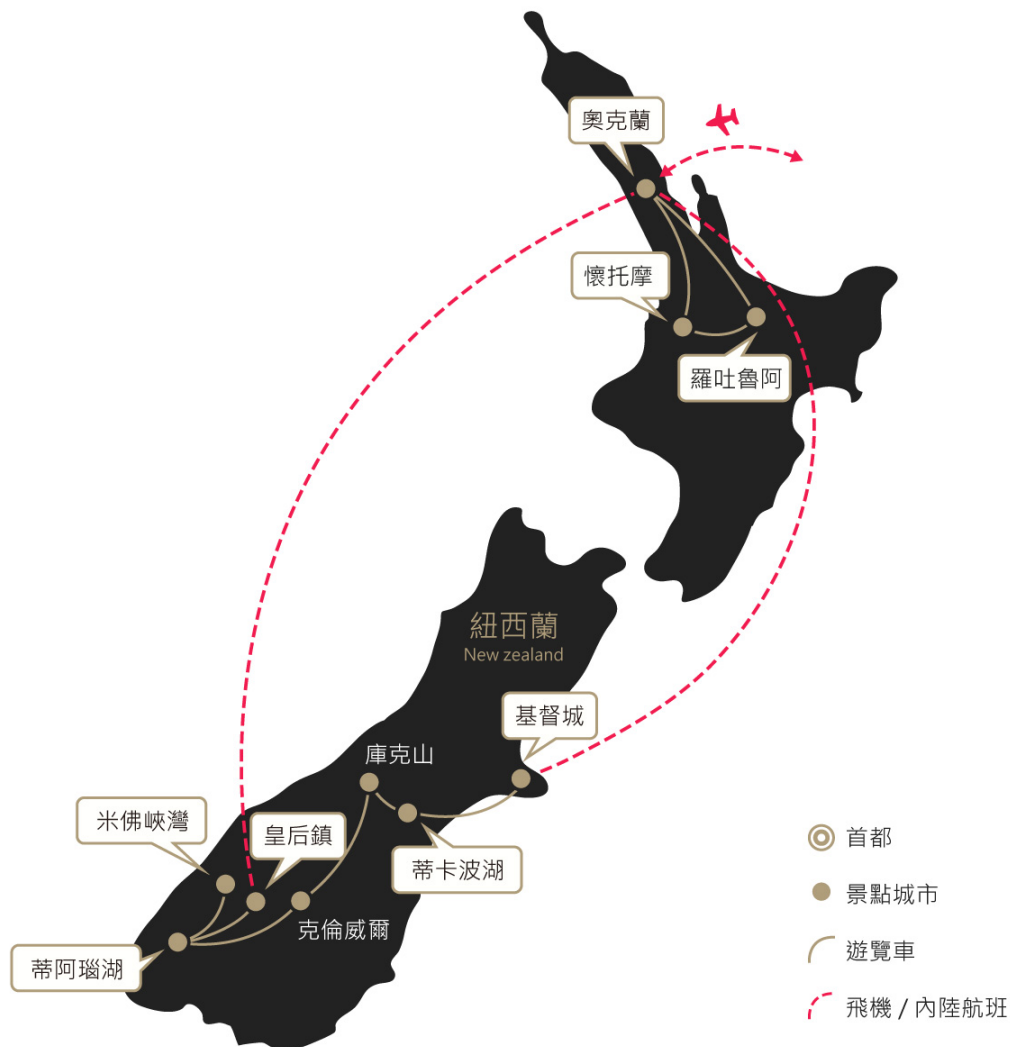 奧克蘭
懷托摩
羅吐魯阿
紐西蘭
New zealand
基督城
庫克山
米佛峽灣
皇后鎮
蒂卡波湖
克倫威爾
蒂阿瑙湖
首都
景點城市
遊覽車
飛機 / 內陸航班